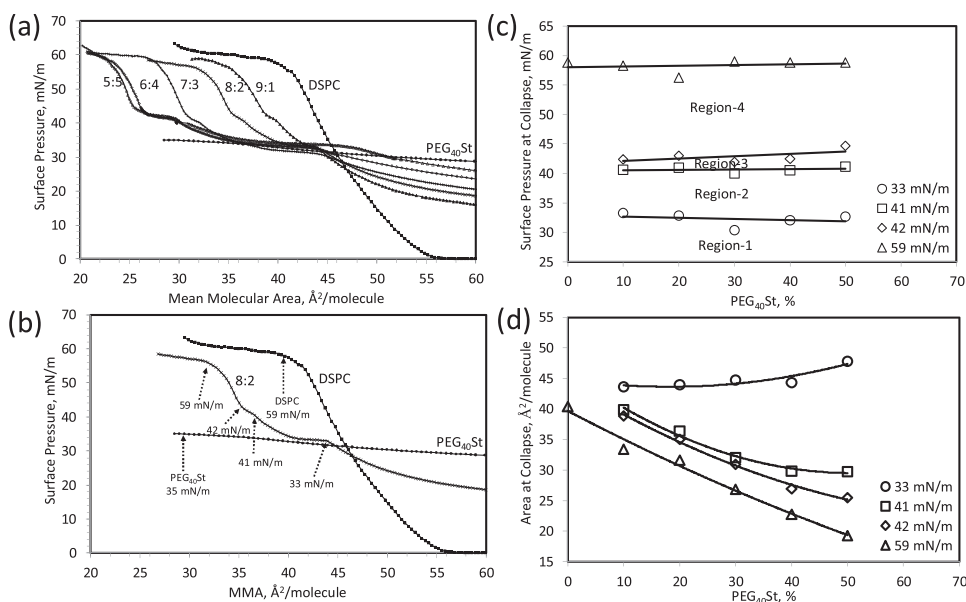 (a)
70
60
50
40
30
20
10
0
Surface Pressure, mN/m
5:5
6:4
7:3
8:2
9:1
DSPC
PEG₄₀St
20 25 30 35 40 45 50 55 60
Mean Molecular Area, Å²/molecule
(b)
70
60
50
40
30
20
10
0
Surface Pressure, mN/m
8:2
DSPC
PEG₄₀St
59 mN/m
42 mN/m
41 mN/m
DSPC
59 mN/m
PEG₄₀St
35 mN/m
33 mN/m
20 25 30 35 40 45 50 55 60
MMA, Å²/molecule
(c)
65
60
55
50
45
40
35
30
25
Surface Pressure at Collapse, mN/m
Region-4
Region-3
Region-2
Region-1
33 mN/m
41 mN/m
42 mN/m
59 mN/m
0 10 20 30 40 50 60 70
PEG₄₀St, %
(d)
55
50
45
40
35
30
25
20
15
Area at Collapse, Å²/molecule
33 mN/m
41 mN/m
42 mN/m
59 mN/m
0 10 20 30 40 50 60 70
PEG₄₀St, %